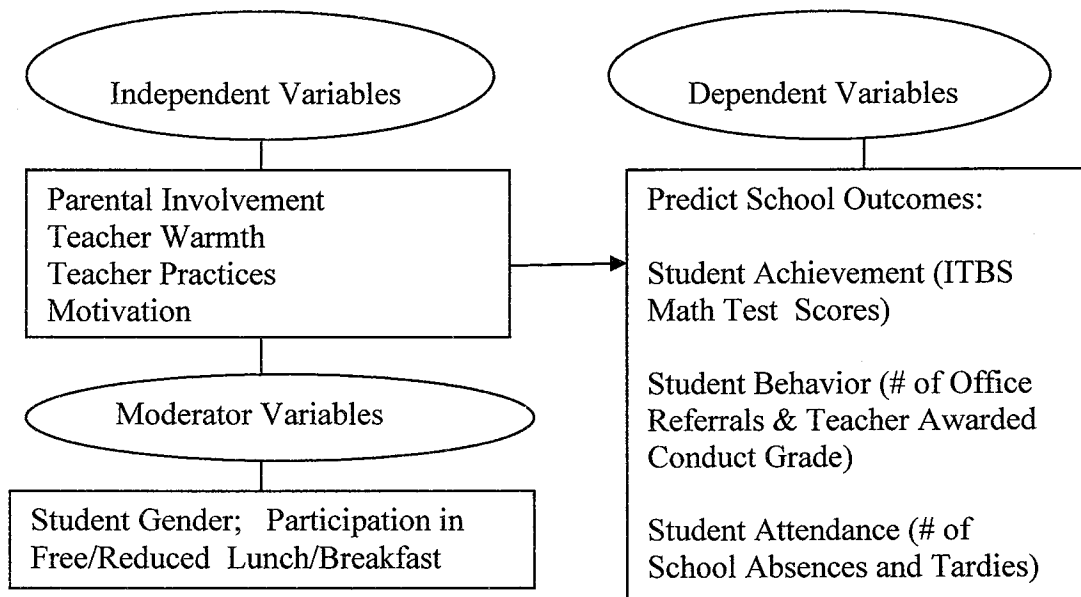 Independent Variables
Parental Involvement
Teacher Warmth
Teacher Practices
Motivation
Moderator Variables
Student Gender; Participation in
Free/Reduced Lunch/Breakfast
Dependent Variables
Predict School Outcomes:
Student Achievement (ITBS
Math Test Scores)
Student Behavior (# of Office
Referrals & Teacher Awarded
Conduct Grade)
Student Attendance (# of
School Absences and Tardies)